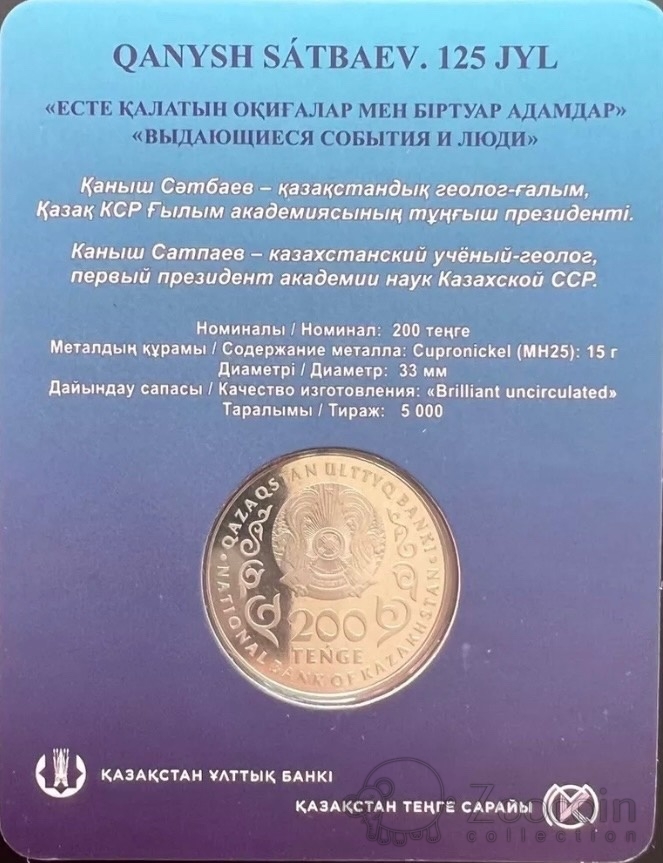 QANYSH SÁTBAEV. 125 JYL
«ЕСТЕ ҚАЛАТЫН ОҚИҒАЛАР МЕН БІРТУАР АДАМДАР»
«ВЫДАЮЩИЕСЯ СОБЫТИЯ И ЛЮДИ»
Қаныш Сәтбаев – қазақстандық геолог-ғалым,
Қазақ КСР Ғылым академиясының тұңғыш президенті.
Каныш Сатпаев – казахстанский учёный-геолог,
первый президент академии наук Казахской ССР.
Номиналы / Номинал: 200 теңге
Металдың құрамы / Содержание металла: Cupronickel (МН25): 15 г
Диаметрі / Диаметр: 33 мм
Дайындау сапасы / Качество изготовления: «Brilliant uncirculated»
Таралымы / Тираж: 5 000
QAZAQSTAN ULTTYQ BANKI
200
TEŃGE
NATIONAL BANK OF KAZAKHSTAN
ҚАЗАҚСТАН ҰЛТТЫҚ БАНКІ
ҚАЗАҚСТАН ТЕҢГЕ САРАЙЫ
Zoorkin
collection